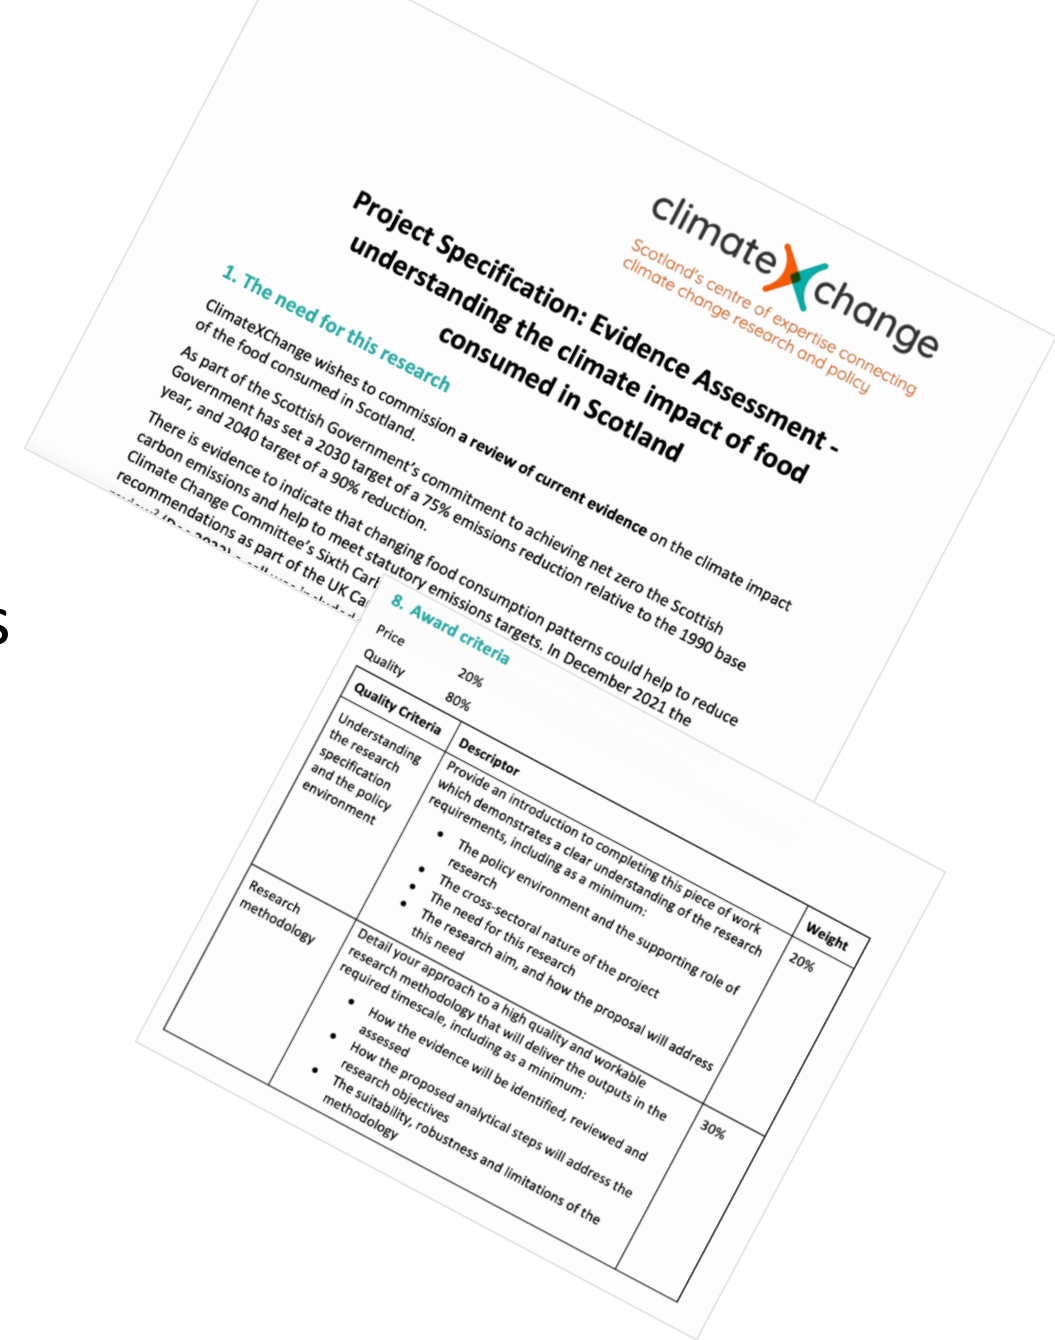 climateXchange
Scotland's centre of expertise connecting
climate change research and policy
Project Specification: Evidence Assessment -
understanding the climate impact of food
consumed in Scotland
1. The need for this research
ClimateXChange wishes to commission a review of current evidence on the climate impact
of the food consumed in Scotland.
As part of the Scottish Government's commitment to achieving net zero the Scottish
Government has set a 2030 target of a 75% emissions reduction relative to the 1990 base
year, and 2040 target of a 90% reduction.
There is evidence to indicate that changing food consumption patterns could help to reduce
carbon emissions and help to meet statutory emissions targets. In December 2021 the
Climate Change Committee's Sixth Carb
recommendations as part of the UK Ca
s
8. Award criteria
Price 20%
Quality 80%
Quality Criteria Descriptor Weight
Understanding
the research
specification
and the policy
environment
Provide an introduction to completing this piece of work
which demonstrates a clear understanding of the research
requirements, including as a minimum:
• The policy environment and the supporting role of
research
• The cross-sectoral nature of the project
• The need for this research
• The research aim, and how the proposal will address
this need
20%
Research
methodology
Detail your approach to a high quality and workable
research methodology that will deliver the outputs in the
required timescale, including as a minimum:
• How the evidence will be identified, reviewed and
assessed
• How the proposed analytical steps will address the
research objectives
• The suitability, robustness and limitations of the
methodology
30%